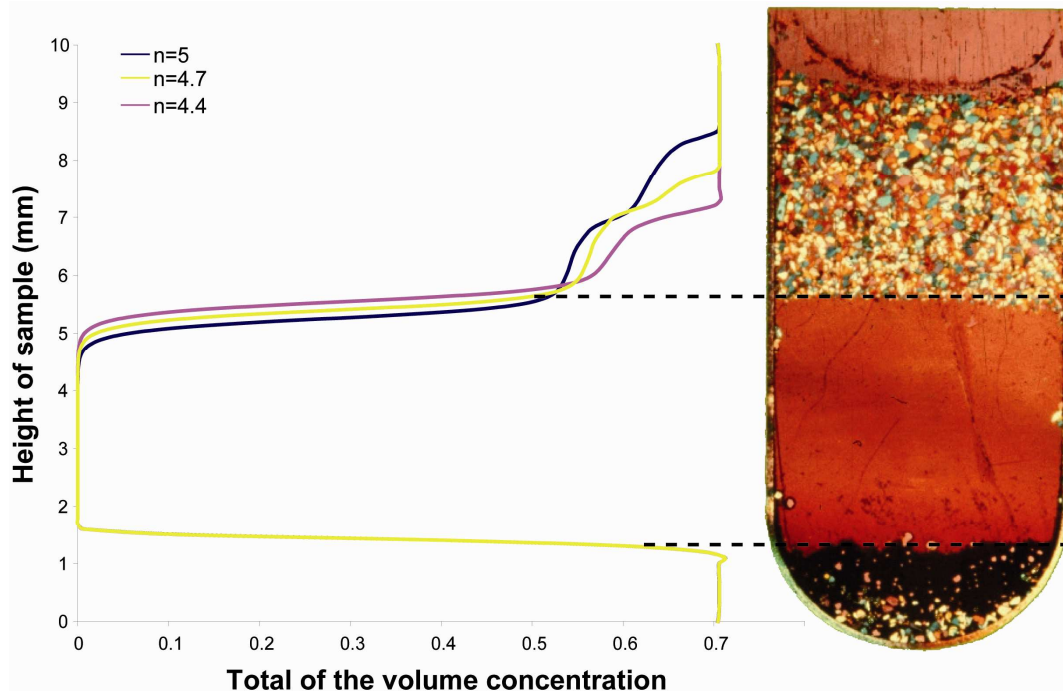 n=5
n=4.7
n=4.4
10
9
8
7
6
5
4
3
2
1
0
Height of sample (mm)
0 0.1 0.2 0.3 0.4 0.5 0.6 0.7
Total of the volume concentration